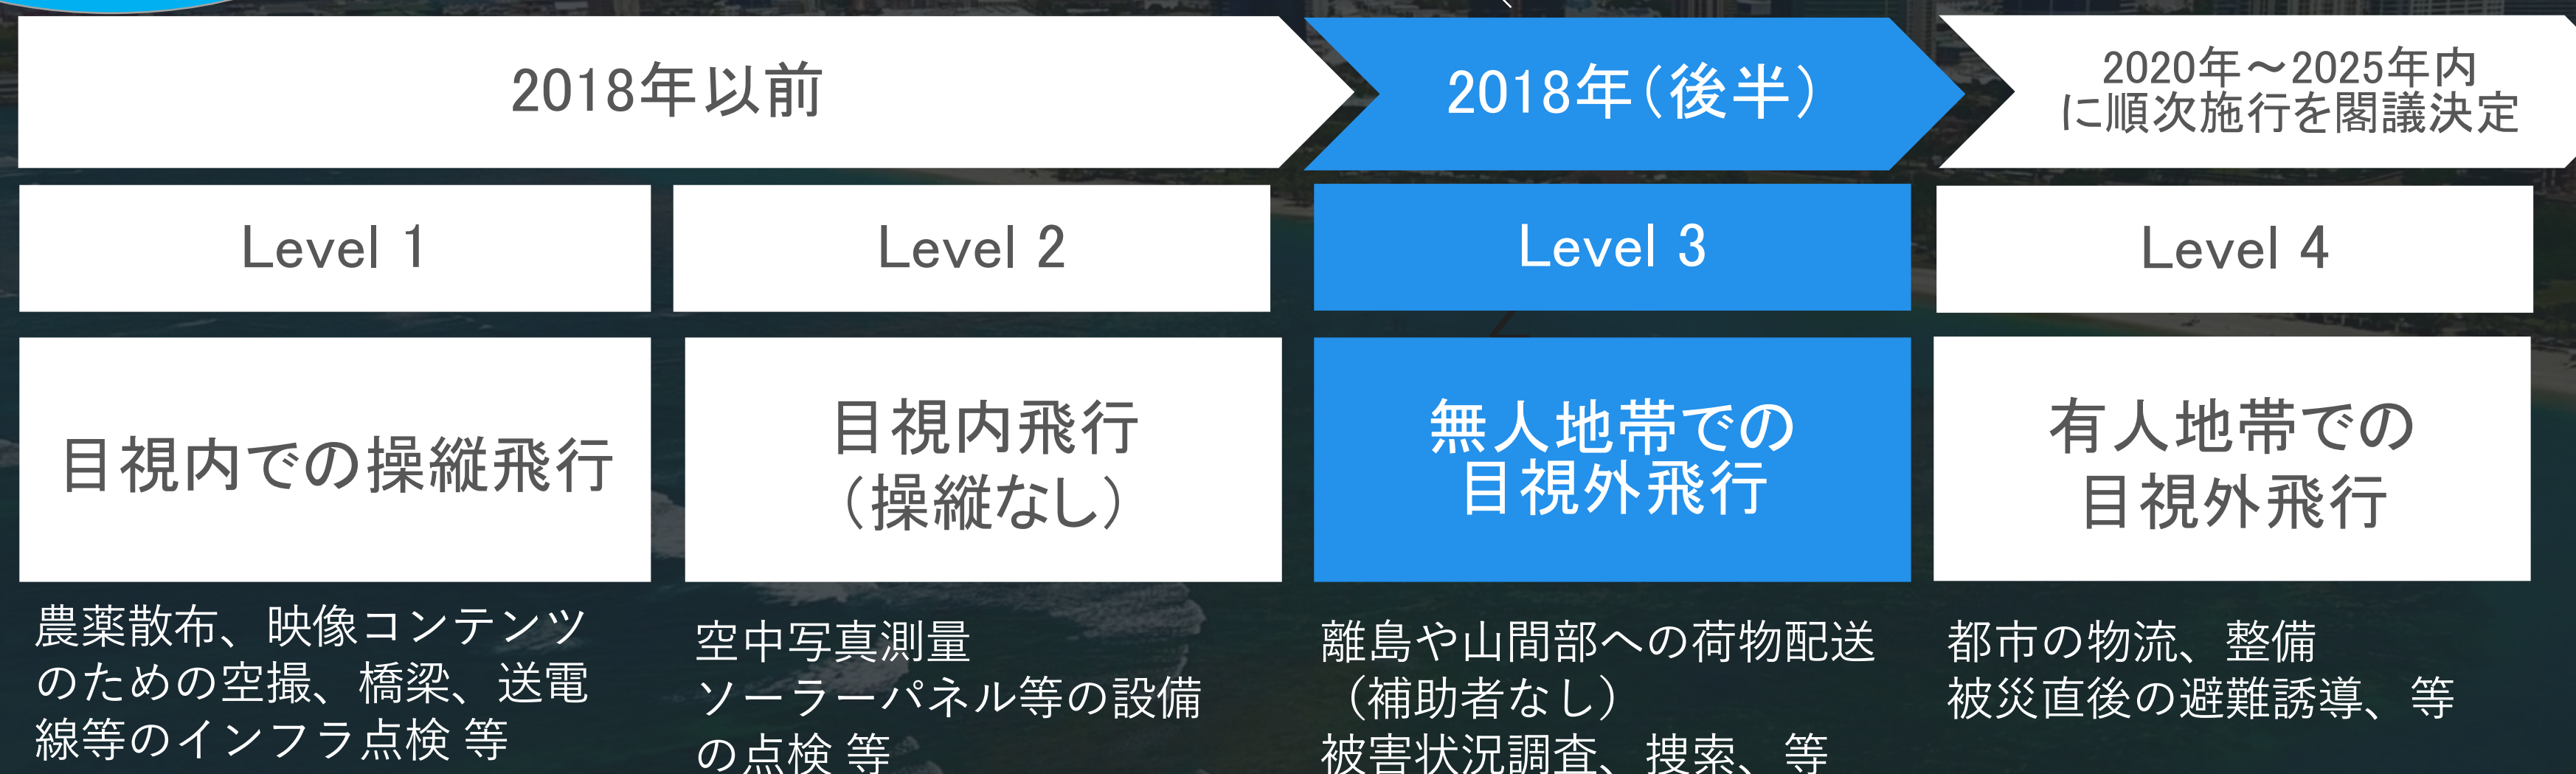 2018年以前
2018年（後半）
2020年～2025年内
に順次施行を閣議決定
Level 1
Level 2
Level 3
Level 4
目視内での操縦飛行
目視内飛行
（操縦なし）
無人地帯での
目視外飛行
有人地帯での
目視外飛行
農薬散布、映像コンテンツ
のための空撮、橋梁、送電
線等のインフラ点検 等
空中写真測量
ソーラーパネル等の設備
の点検 等
離島や山間部への荷物配送
（補助者なし）
被害状況調査、捜索、等
都市の物流、整備
被災直後の避難誘導、等